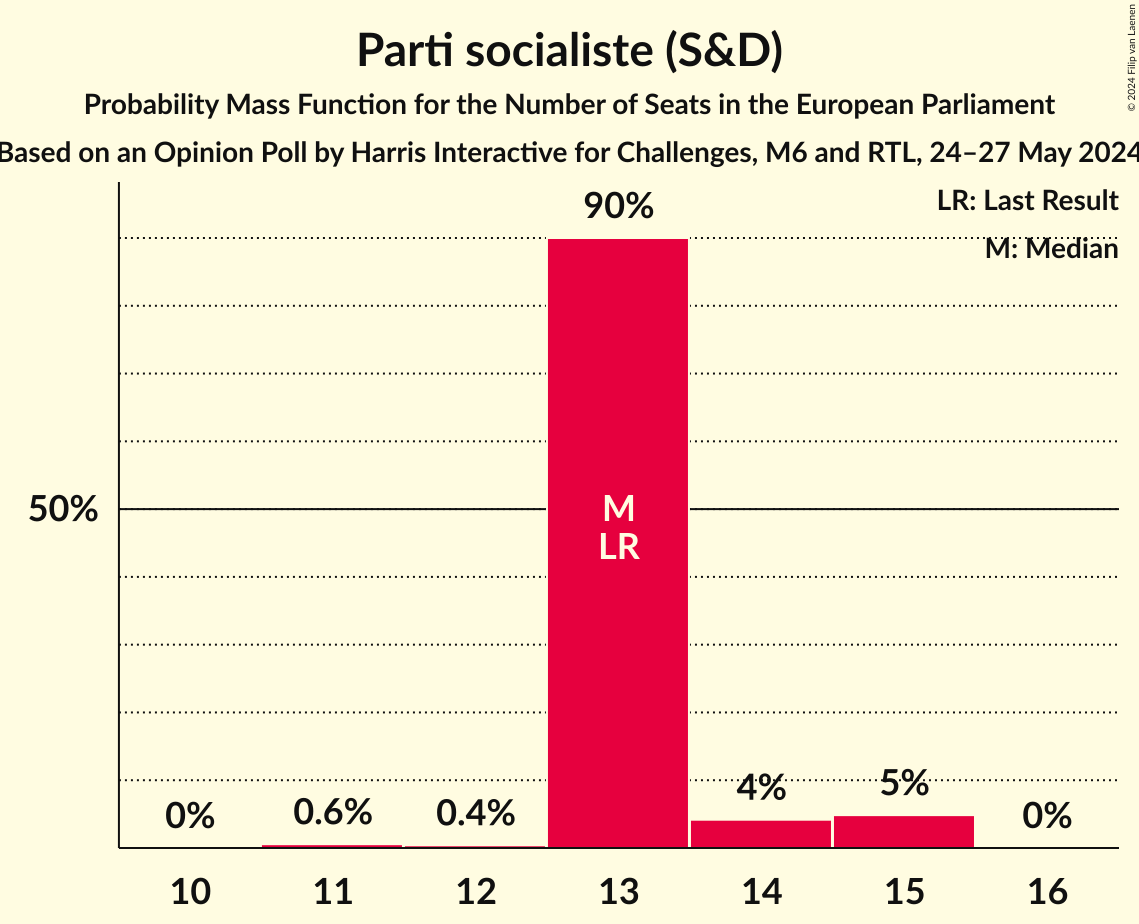 Parti socialiste (S&D)
Probability Mass Function for the Number of Seats in the European Parliament
Based on an Opinion Poll by Harris Interactive for Challenges, M6 and RTL, 24–27 May 2024
© 2024 Filip van Laenen
LR: Last Result
M: Median
90%
50%
M
LR
0%
0.6%
0.4%
4%
5%
0%
10 11 12 13 14 15 16